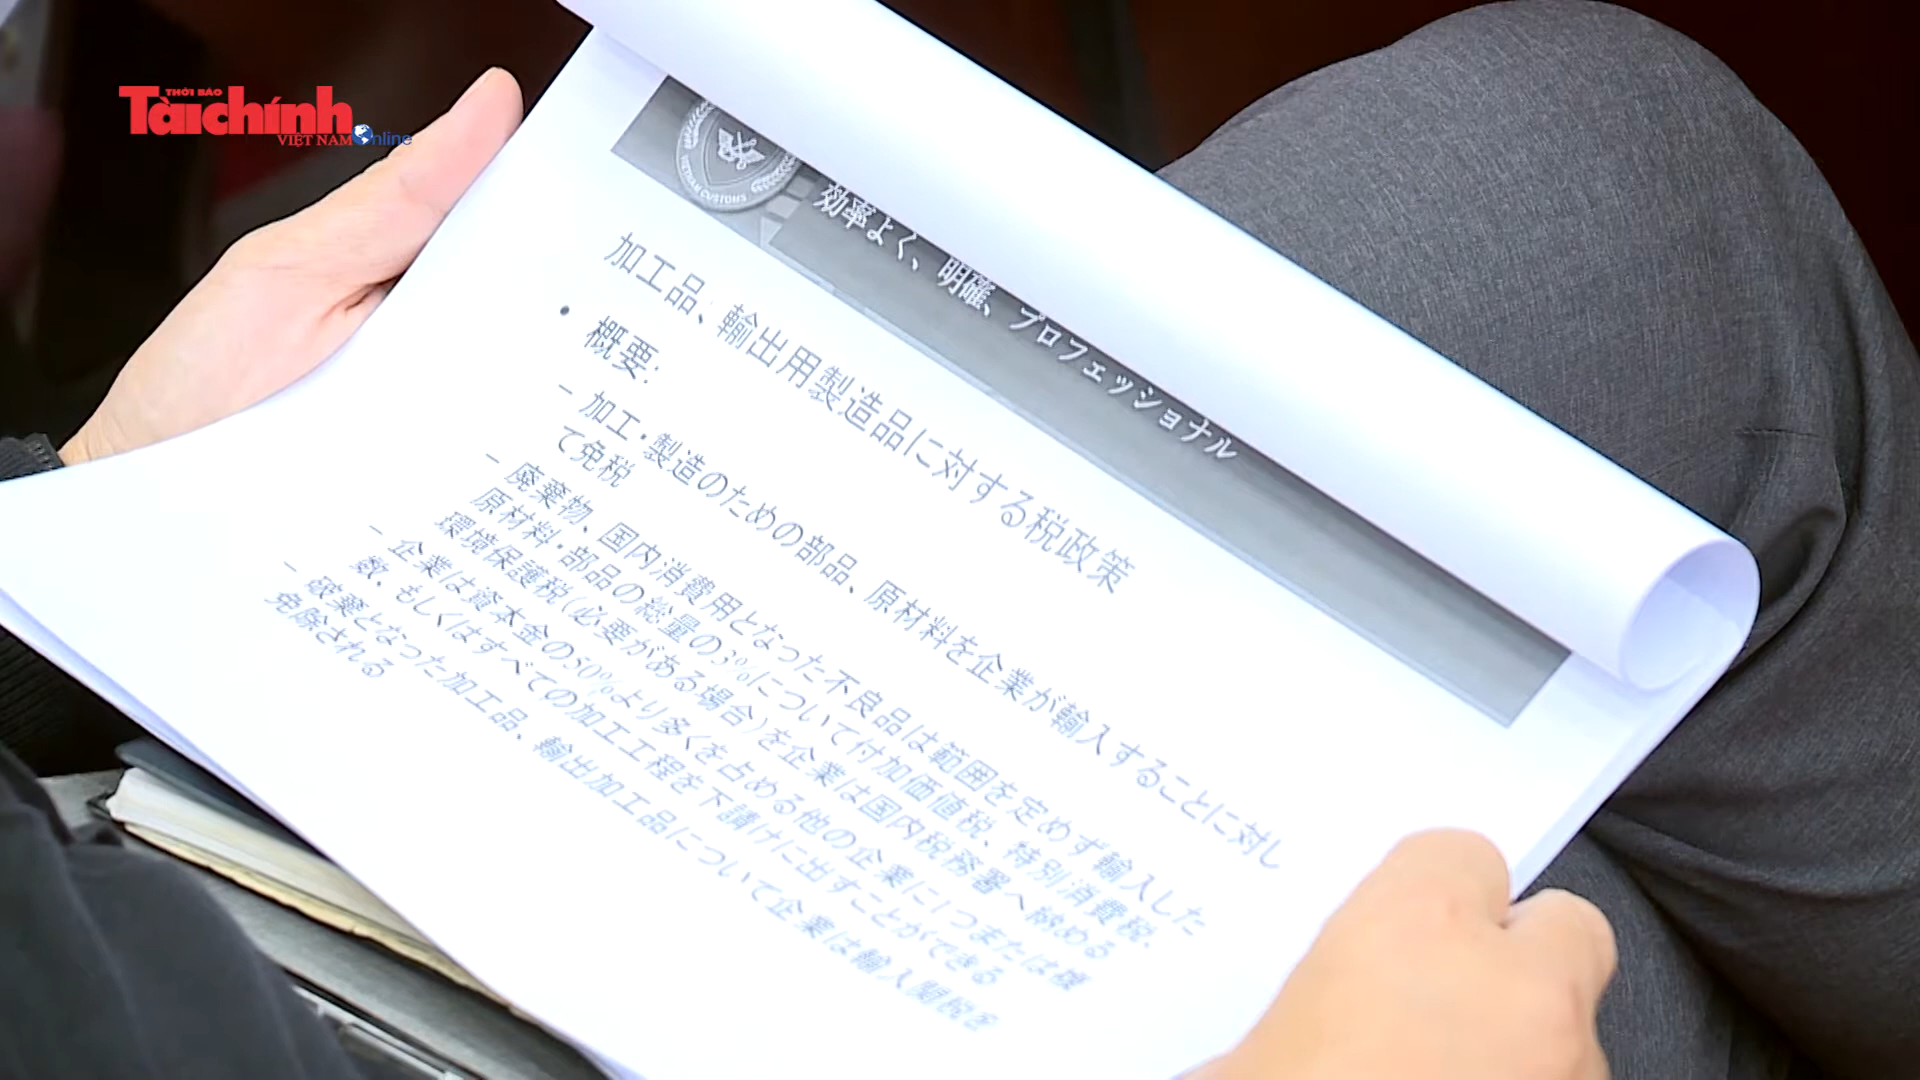 THỜI BÁO
Tàichính
VIỆT NAM Online
VIETNAM CUSTOMS
効率よく、明確、プロフェッショナル
加工品、輸出用製造品に対する税政策
• 概要:
– 加工・製造のための部品、原材料を企業が輸入することに対し
て免税
– 廃棄物、国内消費用となった不良品は範囲を定めず輸入した
原材料・部品の総量の3%について付加価値税、特別消費税、
環境保護税(必要がある場合)を企業は国内税務署へ納める
– 企業は資本金の50%より多くを占める他の企業に1つまたは複
数、もしくはすべての加工工程を下請けに出すことができる
– 破棄となった加工品、輸出加工品について企業は輸入関税を
免除される